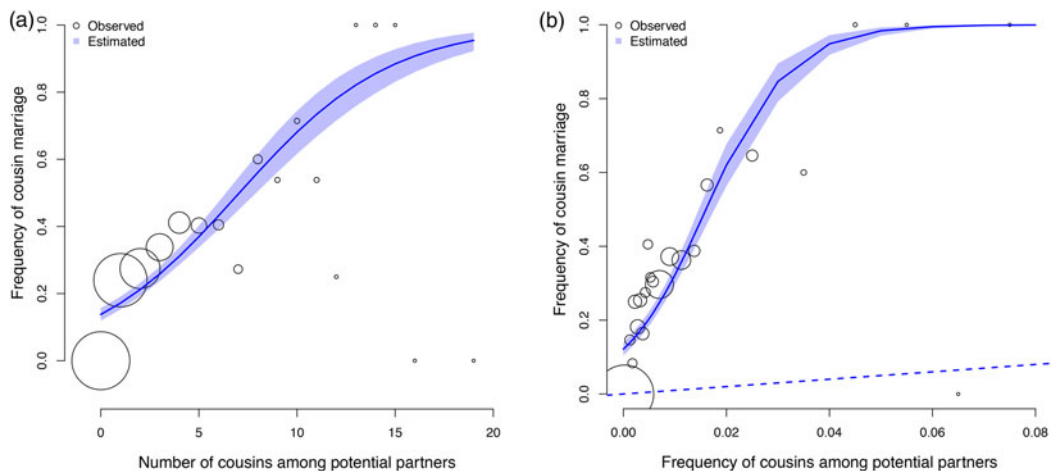 (a)
Observed
Estimated
Frequency of cousin marriage
1.0
0.8
0.6
0.4
0.2
0.0
0
5
10
15
20
Number of cousins among potential partners
(b)
Observed
Estimated
Frequency of cousin marriage
1.0
0.8
0.6
0.4
0.2
0.0
0.00
0.02
0.04
0.06
0.08
Frequency of cousins among potential partners